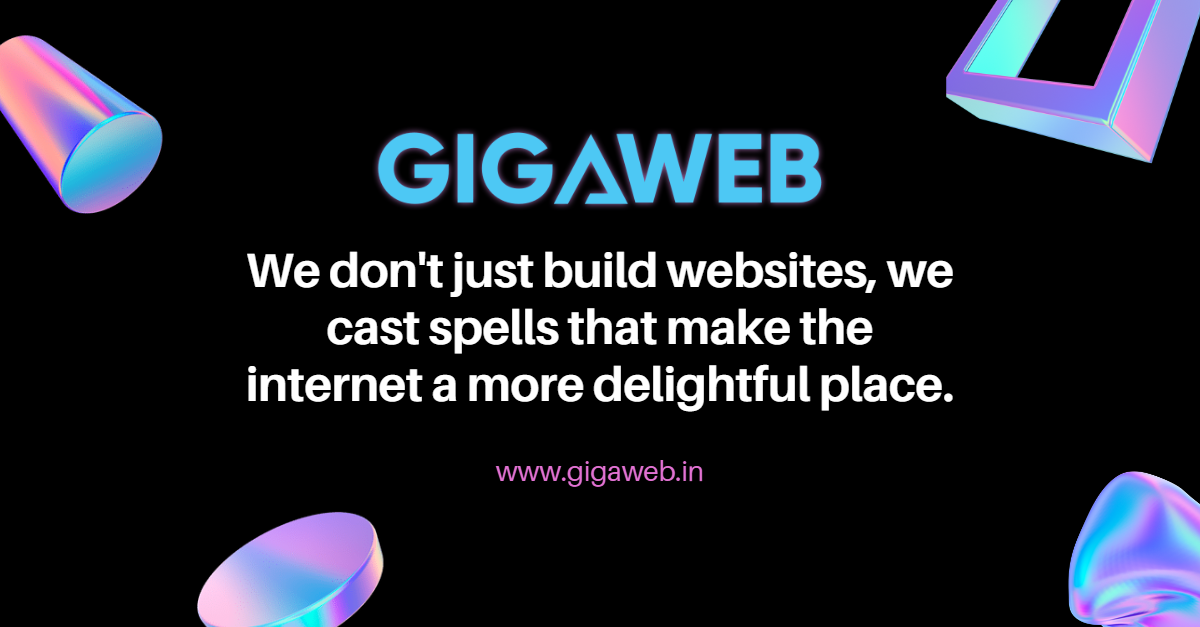 GIGAWEB
We don't just build websites, we
cast spells that make the
internet a more delightful place.
www.gigaweb.in